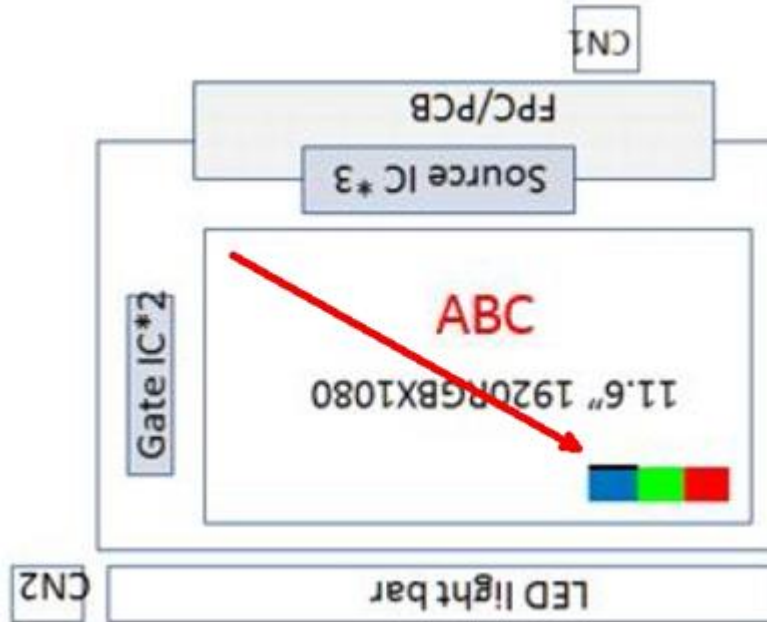 CN1
FPC/PCB
Source IC*3
Gate IC*2
ABC
11.6" 1920RGBX1080
CN2
LED light bar